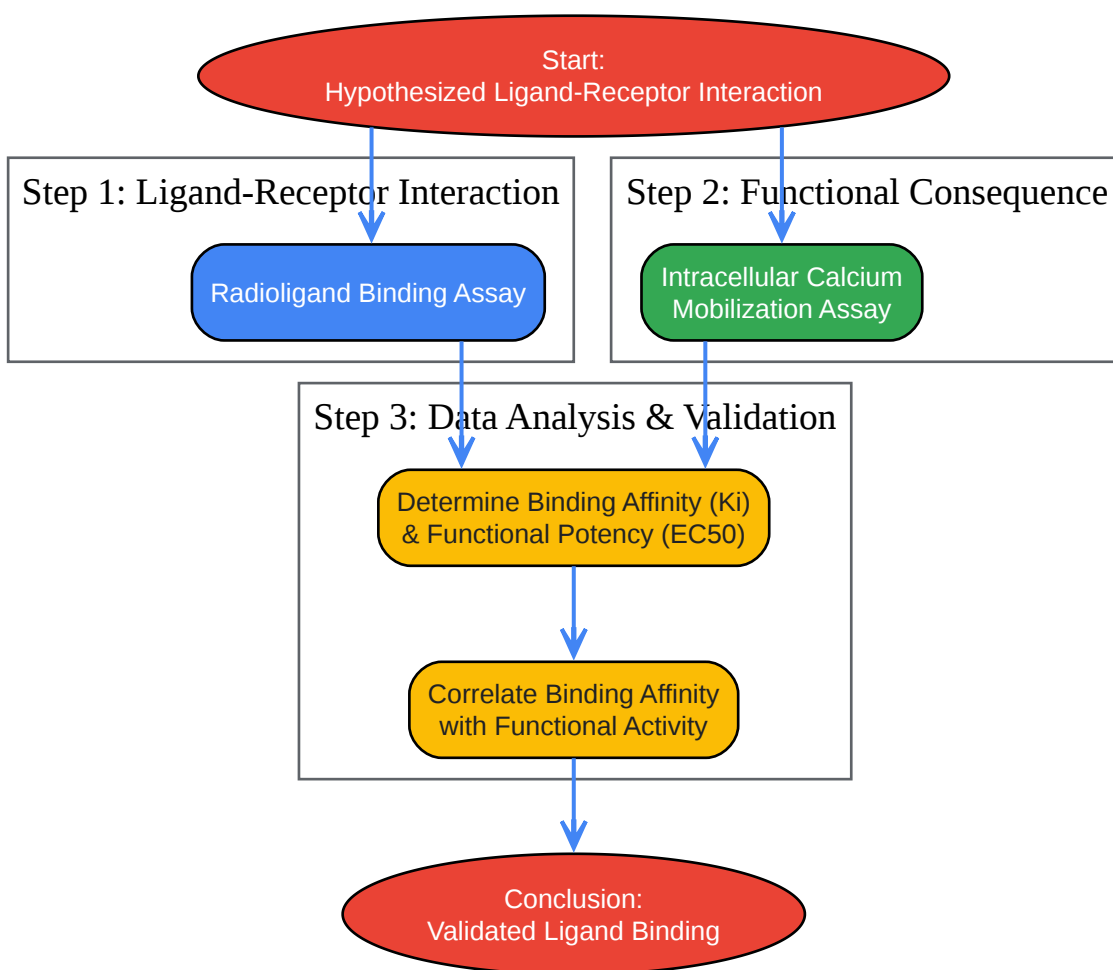 Start:
Hypothesized Ligand-Receptor Interaction
Step 1: Ligand-Receptor Interaction
Radioligand Binding Assay
Step 2: Functional Consequence
Intracellular Calcium
Mobilization Assay
Step 3: Data Analysis & Validation
Determine Binding Affinity (Ki)
& Functional Potency (EC50)
Correlate Binding Affinity
with Functional Activity
Conclusion:
Validated Ligand Binding